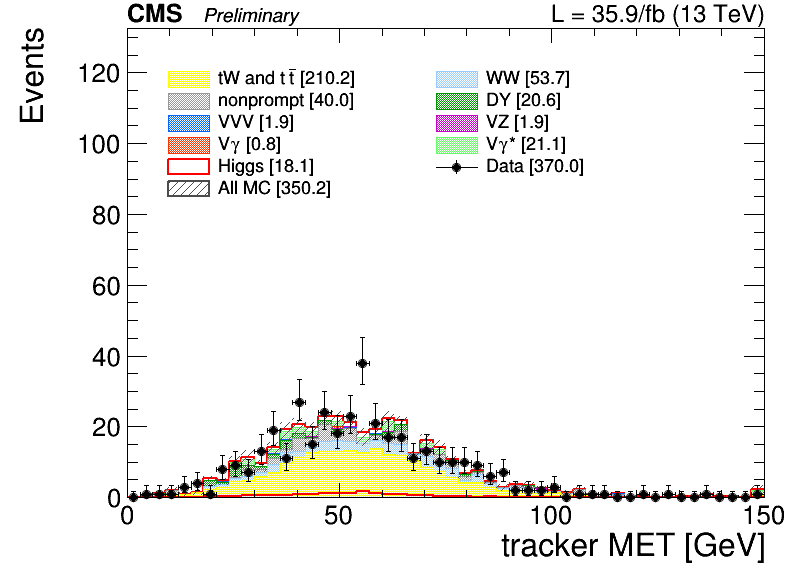 CMS Preliminary L = 35.9/fb (13 TeV)
Events
tW and t t̄ [210.2] WW [53.7]
nonprompt [40.0] DY [20.6]
VVV [1.9] VZ [1.9]
Vγ [0.8] Vγ* [21.1]
Higgs [18.1] Data [370.0]
All MC [350.2]
120
100
80
60
40
20
0
0 50 100 150
tracker MET [GeV]